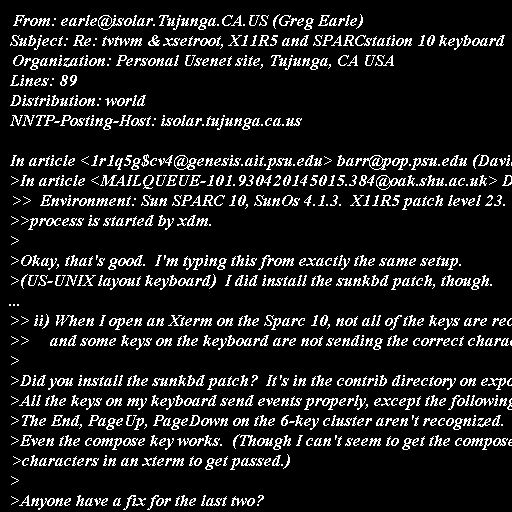 From: earle@isolar.Tujunga.CA.US (Greg Earle)
Subject: Re: tvtwm & xsetroot, X11R5 and SPARCstation 10 keyboard
Organization: Personal Usenet site, Tujunga, CA USA
Lines: 89
Distribution: world
NNTP-Posting-Host: isolar.tujunga.ca.us

In article <1r1q5g$cv4@genesis.ait.psu.edu> barr@pop.psu.edu (Davi
>In article <MAILQUEUE-101.930420145015.384@oak.shu.ac.uk> D
>> Environment: Sun SPARC 10, SunOs 4.1.3. X11R5 patch level 23.
>>process is started by xdm.
>
>Okay, that's good. I'm typing this from exactly the same setup.
>(US-UNIX layout keyboard) I did install the sunkbd patch, though.
...
>> ii) When I open an Xterm on the Sparc 10, not all of the keys are rec
>> and some keys on the keyboard are not sending the correct charac
>
>Did you install the sunkbd patch? It's in the contrib directory on expo
>All the keys on my keyboard send events properly, except the following
>The End, PageUp, PageDown on the 6-key cluster aren't recognized.
>Even the compose key works. (Though I can't seem to get the compose
>characters in an xterm to get passed.)
>
>Anyone have a fix for the last two?